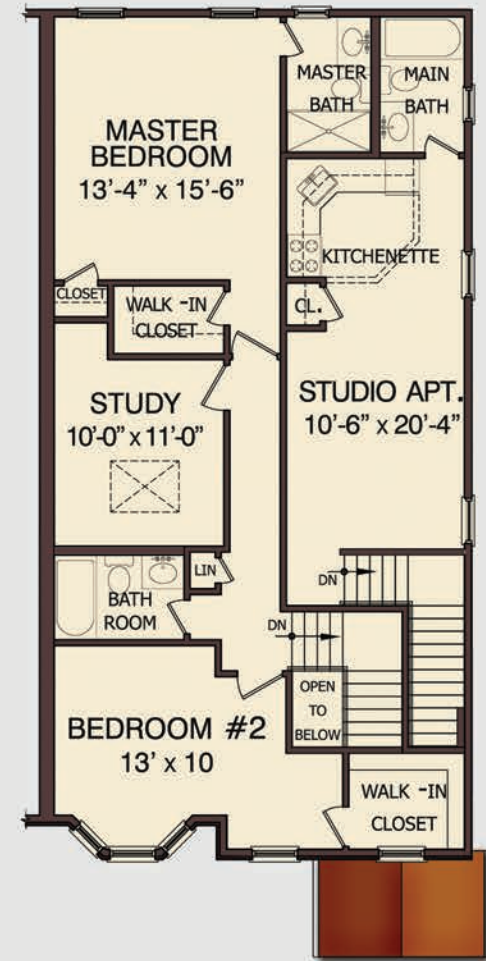 MASTER
BATH
MAIN
BATH
MASTER
BEDROOM
13'-4” x 15'-6”
KITCHENETTE
CLOSET
WALK -IN
CLOSET
CL.
STUDY
10'-0” x 11'-0”
STUDIO APT.
10'-6” x 20'-4”
LIN
DN
BATH
ROOM
DN
OPEN
TO
BELOW
BEDROOM #2
13' x 10
WALK -IN
CLOSET